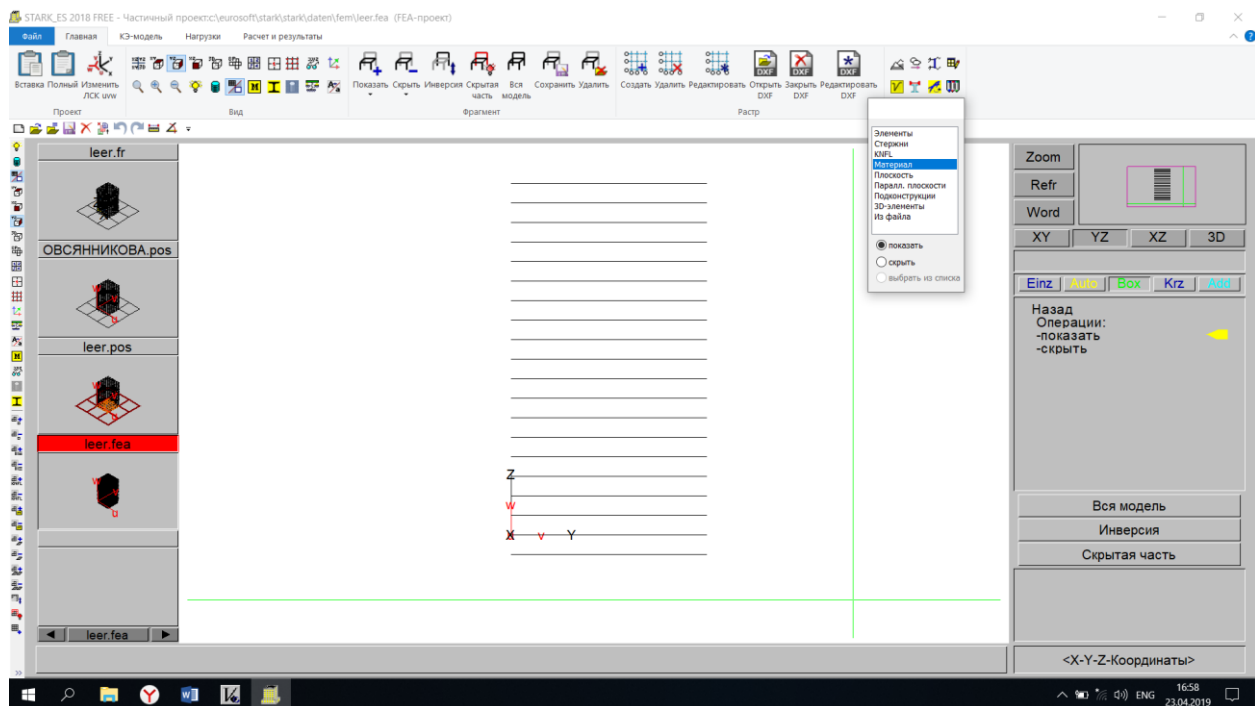 STARK_ES 2018 FREE - Частичный проект:c:\eurosoft\stark\stark\daten\fem\leer.fea (FEA-проект)
Файл Главная КЭ-модель Нагрузки Расчет и результаты
Вставка Полный Изменить ЛСК uvw
Показать Скрыть Инверсия Скрытая часть Вся модель Сохранить Удалить
Создать Удалить Редактировать Открыть DXF Закрыть DXF Редактировать DXF
Проект Вид Фрагмент Растр
leer.fr
ОВСЯННИКОВА.pos
leer.pos
leer.fea
leer.fea
Z
w
X v Y
Элементы
Стержни
KNFL
Материал
Плоскость
Паралл. плоскости
Подконструкции
3D-элементы
Из файла
показать
скрыть
выбрать из списка
Zoom
Refr
Word
XY YZ XZ 3D
Einz Auto Box Krz Add
Назад
Операции:
-показать
-скрыть
Вся модель
Инверсия
Скрытая часть
<X-Y-Z-Координаты>
ENG
16:58
23.04.2019